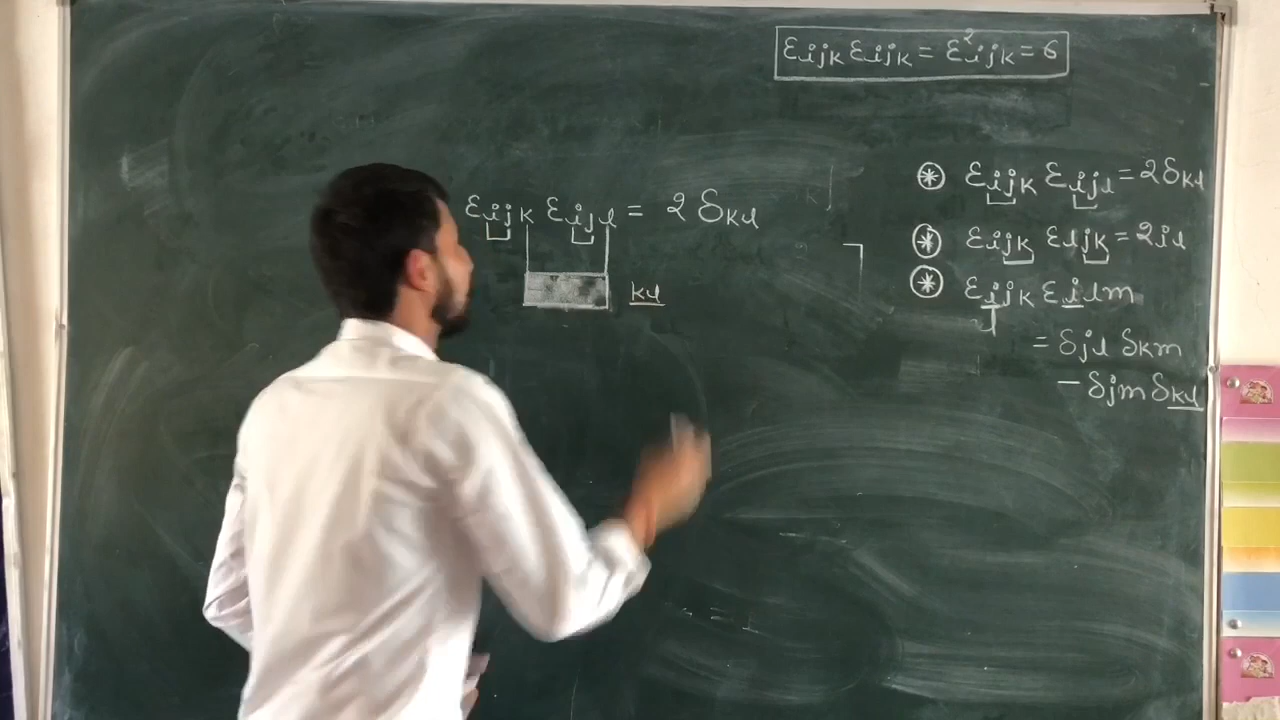 εijk εijk = ε²ijk = 6
εijk εijl = 2 δkl
kl
⊛ εijk εijl = 2δkl
⊛ εijk εljk = 2il
⊛ εijk εilm
= δjl δkm
- δjm δkl